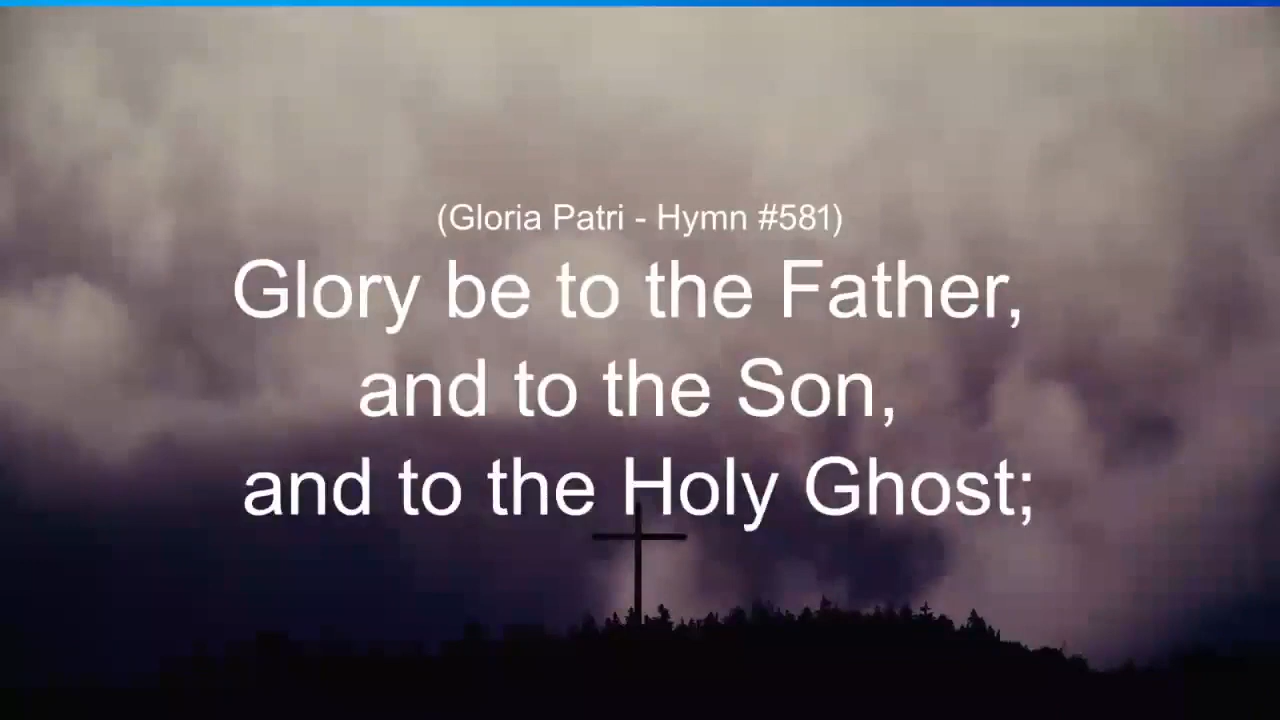 (Gloria Patri - Hymn #581)
Glory be to the Father,
and to the Son,
and to the Holy Ghost;